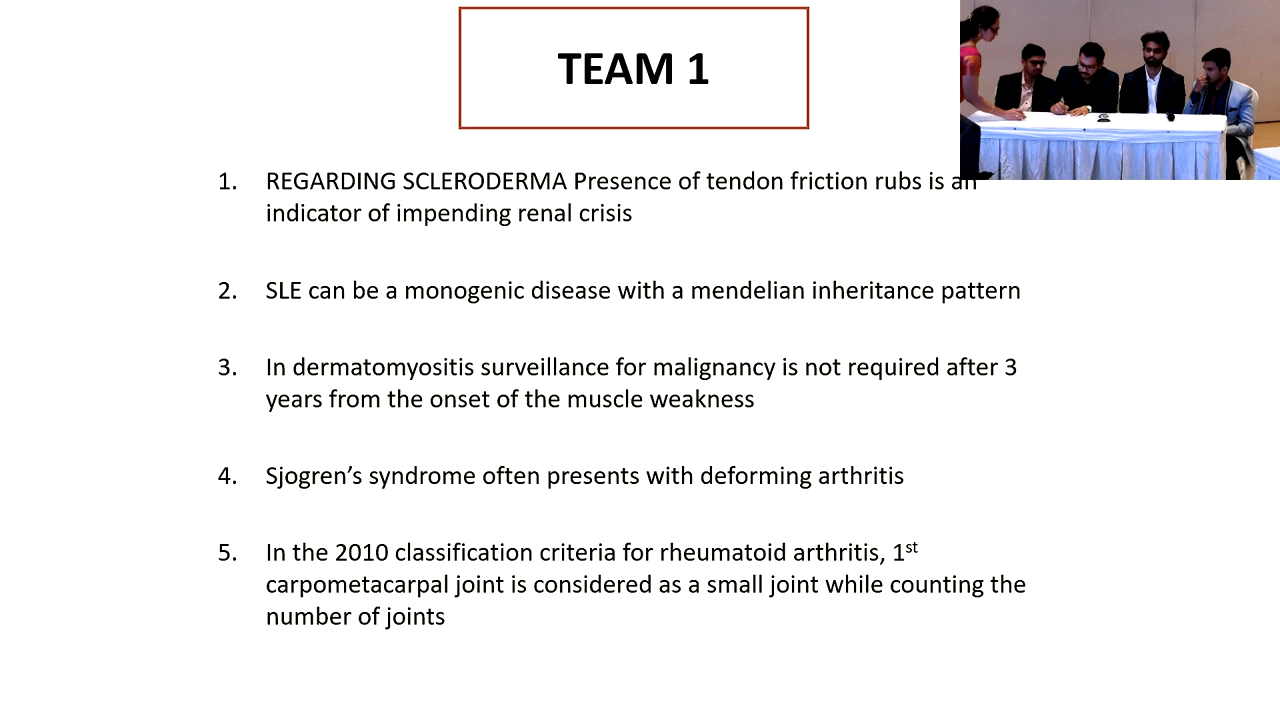 TEAM 1
1. REGARDING SCLERODERMA Presence of tendon friction rubs is an
indicator of impending renal crisis
2. SLE can be a monogenic disease with a mendelian inheritance pattern
3. In dermatomyositis surveillance for malignancy is not required after 3
years from the onset of the muscle weakness
4. Sjogren’s syndrome often presents with deforming arthritis
5. In the 2010 classification criteria for rheumatoid arthritis, 1st
carpometacarpal joint is considered as a small joint while counting the
number of joints